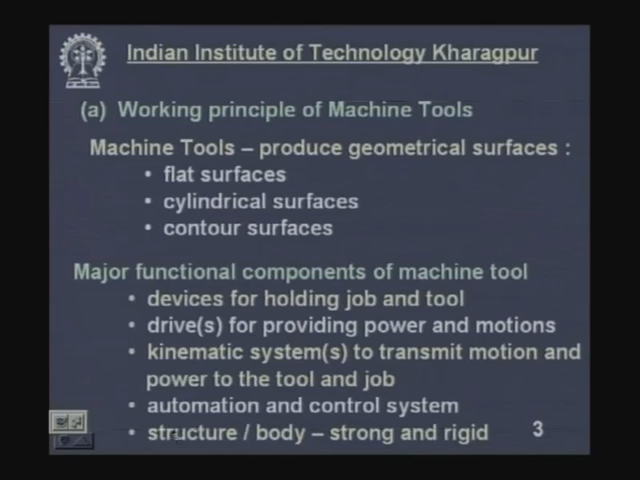 Indian Institute of Technology Kharagpur
(a) Working principle of Machine Tools
Machine Tools – produce geometrical surfaces :
• flat surfaces
• cylindrical surfaces
• contour surfaces
Major functional components of machine tool
• devices for holding job and tool
• drive(s) for providing power and motions
• kinematic system(s) to transmit motion and
power to the tool and job
• automation and control system
• structure / body – strong and rigid
3